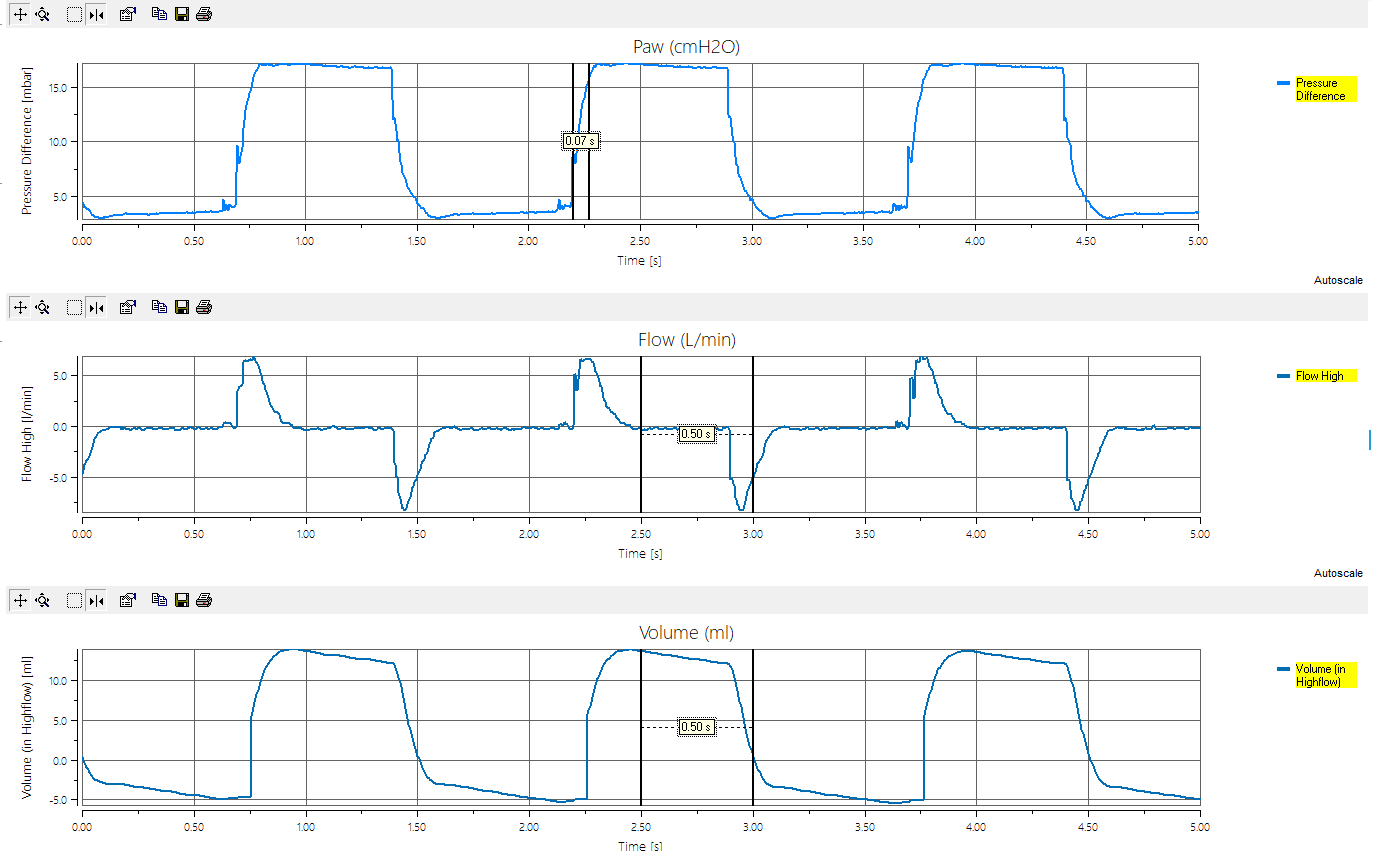 Paw (cmH2O)
Pressure Difference [mbar]
15.0
10.0
5.0
0.07 s
Pressure
Difference
0.00 0.50 1.00 1.50 2.00 2.50 3.00 3.50 4.00 4.50 5.00
Time [s]
Autoscale
Flow (L/min)
Flow High [l/min]
5.0
0.0
-5.0
0.50 s
Flow High
0.00 0.50 1.00 1.50 2.00 2.50 3.00 3.50 4.00 4.50 5.00
Time [s]
Autoscale
Volume (ml)
Volume (in Highflow) [ml]
10.0
5.0
0.0
-5.0
0.50 s
Volume (in
Highflow)
0.00 0.50 1.00 1.50 2.00 2.50 3.00 3.50 4.00 4.50 5.00
Time [s]